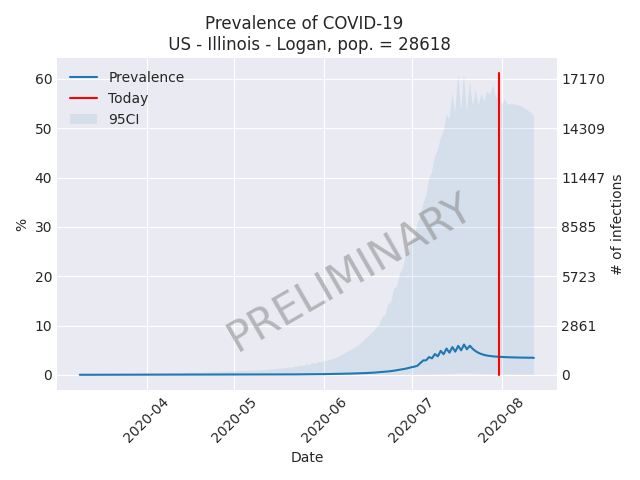 Prevalence of COVID-19
US - Illinois - Logan, pop. = 28618
Prevalence
Today
95CI
60
50
40
30
20
10
0
%
17170
14309
11447
8585
5723
2861
0
# of infections
PRELIMINARY
2020-04
2020-05
2020-06
2020-07
2020-08
Date